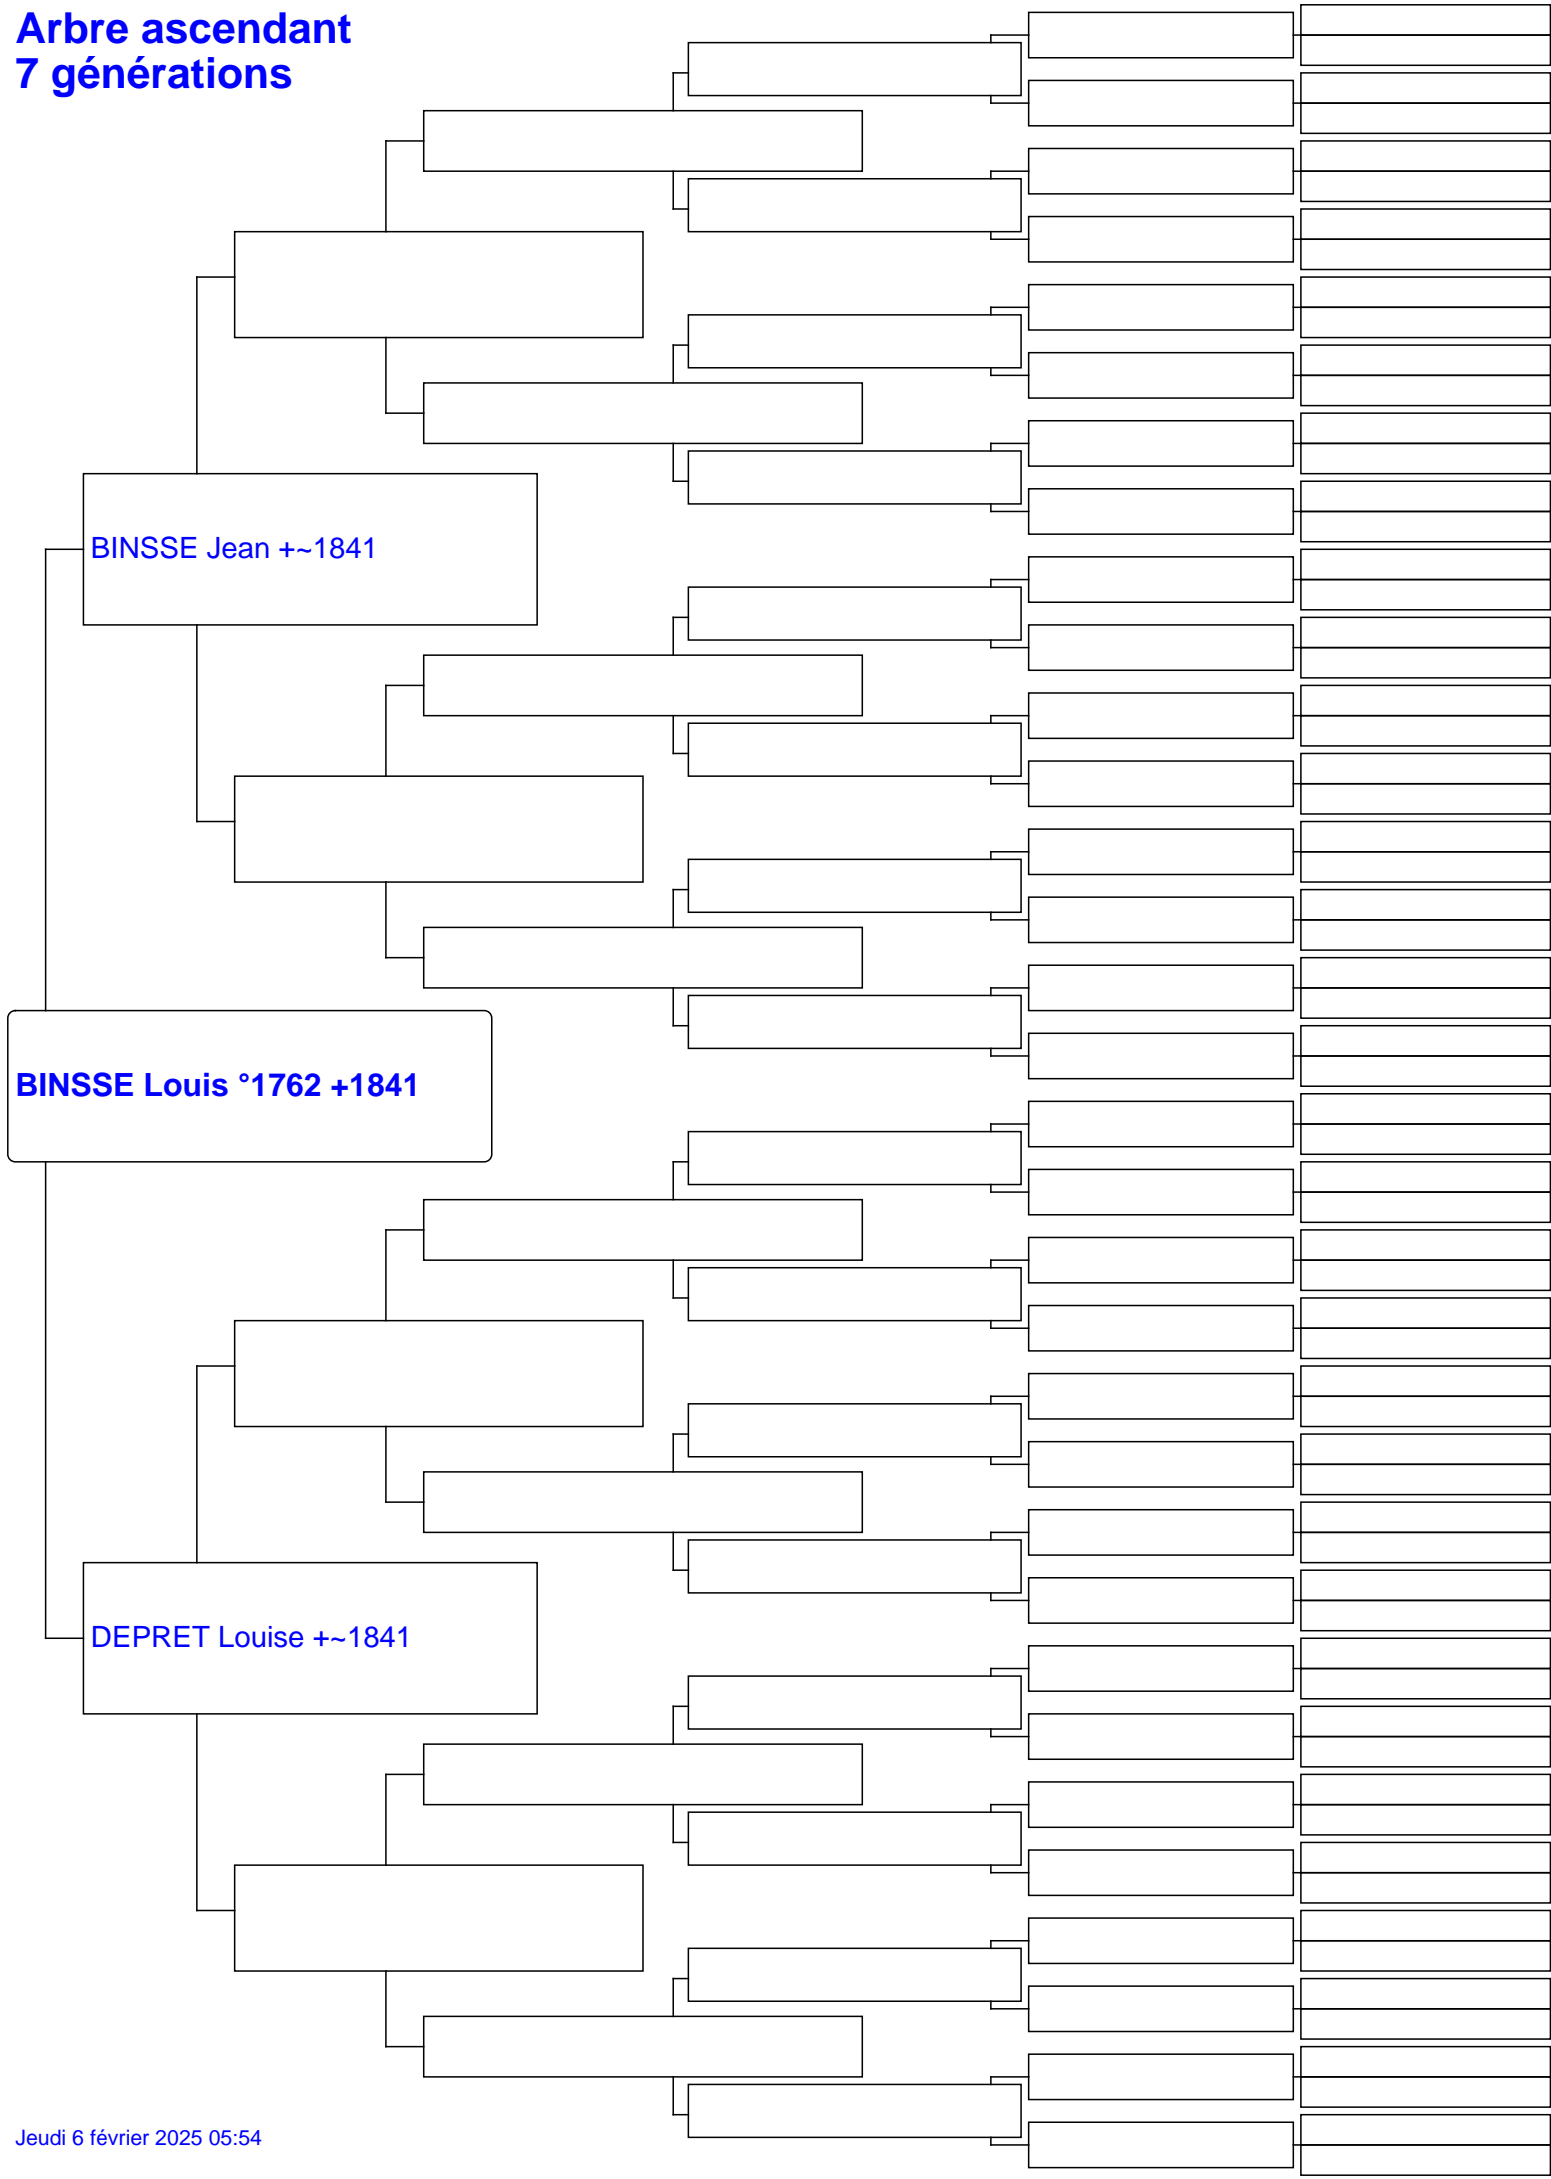 Arbre ascendant
7 générations
BINSSE Jean +~1841
BINSSE Louis °1762 +1841
DEPRET Louise +~1841
Jeudi 6 février 2025 05:54